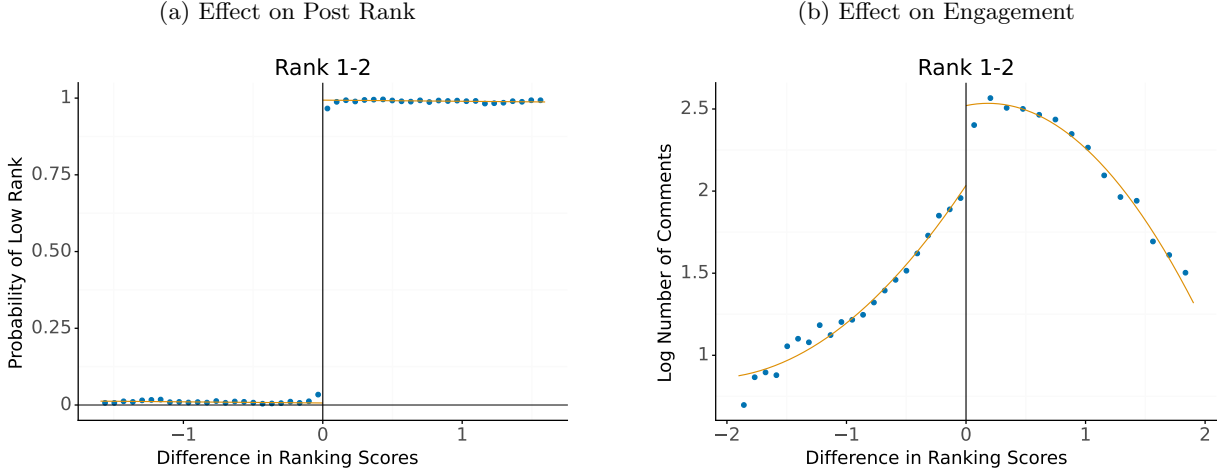 (a) Effect on Post Rank
Rank 1-2
Probability of Low Rank
1
0.75
0.50
0.25
0
−1
0
1
Difference in Ranking Scores
(b) Effect on Engagement
Rank 1-2
Log Number of Comments
2.5
2
1.5
1
−2
−1
0
1
2
Difference in Ranking Scores